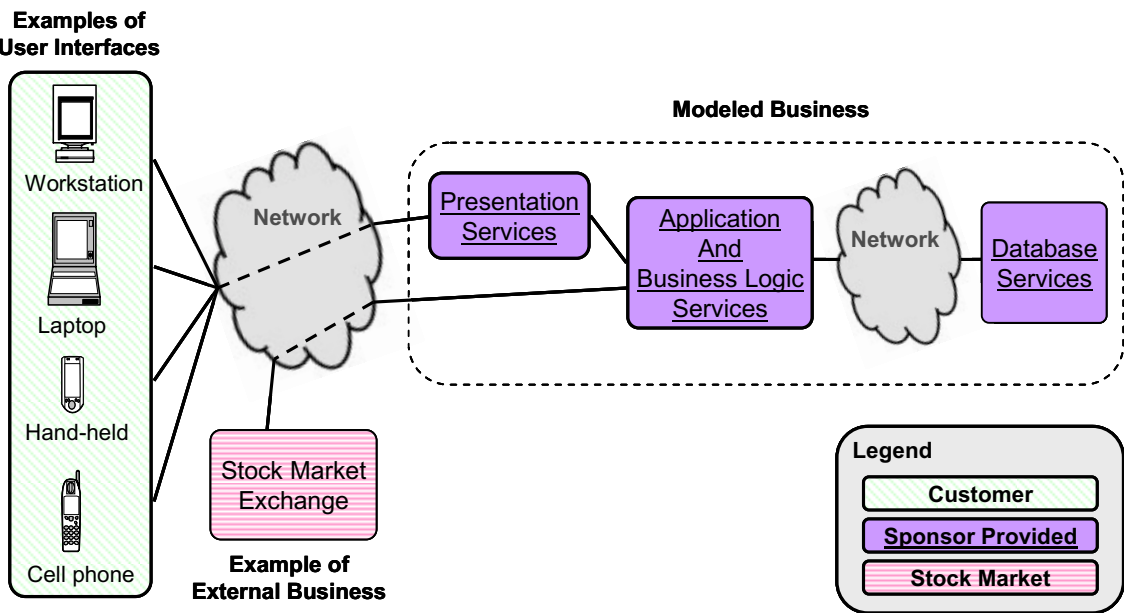 Examples of
User Interfaces
Workstation
Laptop
Hand-held
Cell phone
Network
Stock Market
Exchange
Example of
External Business
Modeled Business
Presentation
Services
Application
And
Business Logic
Services
Network
Database
Services
Legend
Customer
Sponsor Provided
Stock Market